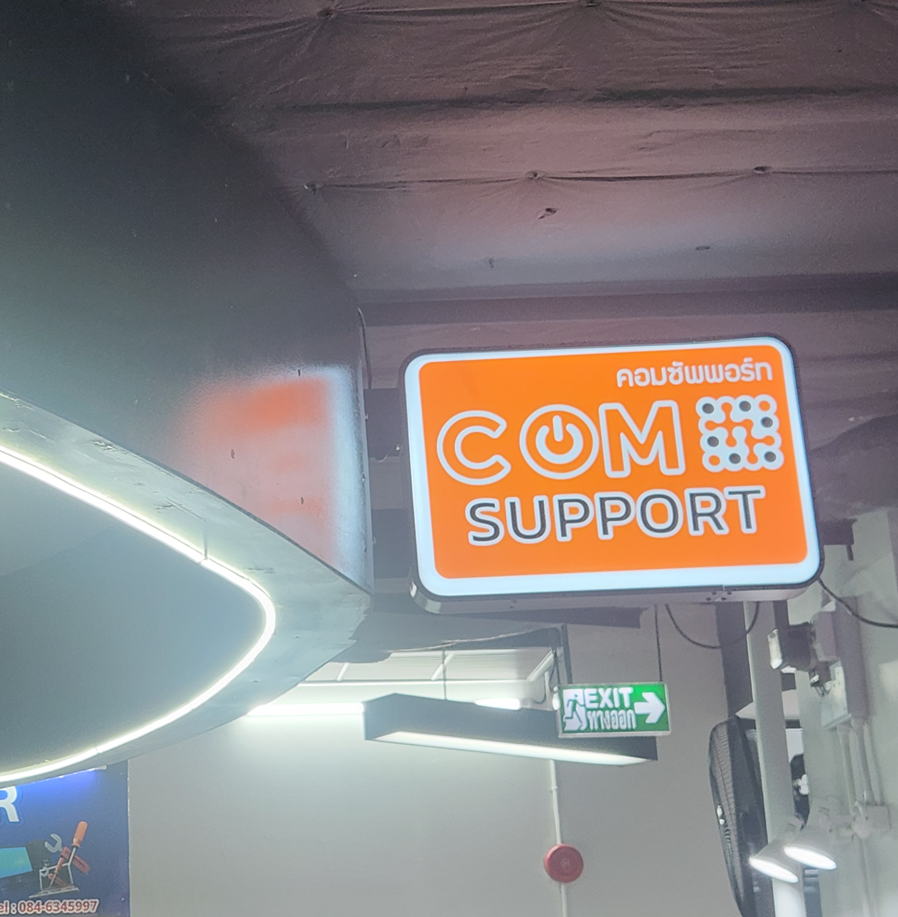 คอมซัพพอร์ท
COM
SUPPORT
EXIT
ทางออก
R
el : 084-6345997